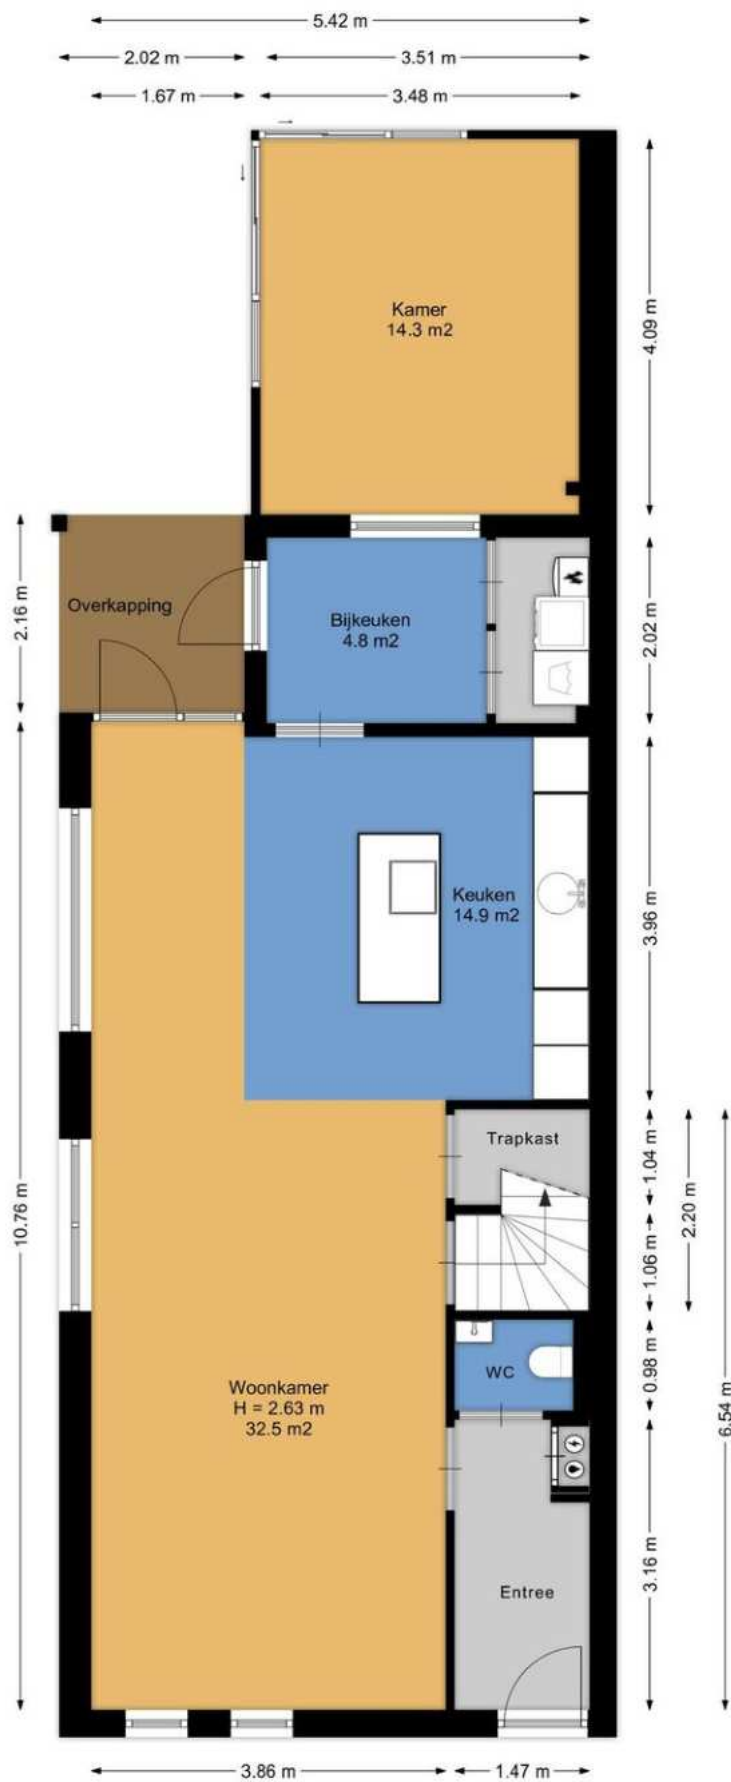 5.42 m
2.02 m
3.51 m
1.67 m
3.48 m
Kamer
14.3 m2
4.09 m
2.16 m
Overkapping
Bijkeuken
4.8 m2
2.02 m
Keuken
14.9 m2
3.96 m
10.76 m
Trapkast
1.04 m
2.20 m
1.06 m
Woonkamer
H = 2.63 m
32.5 m2
WC
0.98 m
6.54 m
Entree
3.16 m
3.86 m
1.47 m